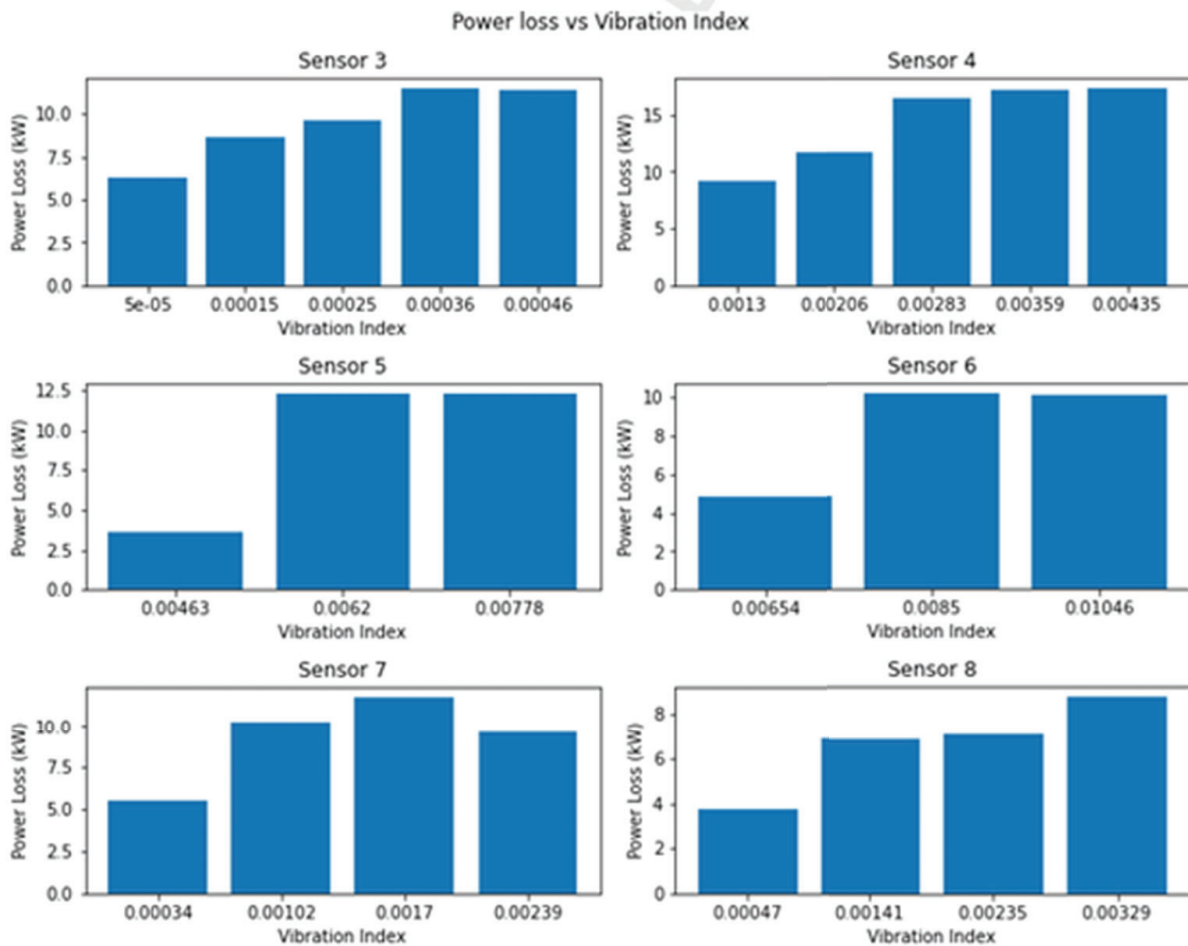 Power loss vs Vibration Index
Sensor 3
Power Loss (kW)
10.0
7.5
5.0
2.5
0.0
5e-05 0.00015 0.00025 0.00036 0.00046
Vibration Index
Sensor 4
Power Loss (kW)
15
10
5
0
0.0013 0.00206 0.00283 0.00359 0.00435
Vibration Index
Sensor 5
Power Loss (kW)
12.5
10.0
7.5
5.0
2.5
0.0
0.00463 0.0062 0.00778
Vibration Index
Sensor 6
Power Loss (kW)
10
8
6
4
2
0
0.00654 0.0085 0.01046
Vibration Index
Sensor 7
Power Loss (kW)
10.0
7.5
5.0
2.5
0.0
0.00034 0.00102 0.0017 0.00239
Vibration Index
Sensor 8
Power Loss (kW)
8
6
4
2
0
0.00047 0.00141 0.00235 0.00329
Vibration Index